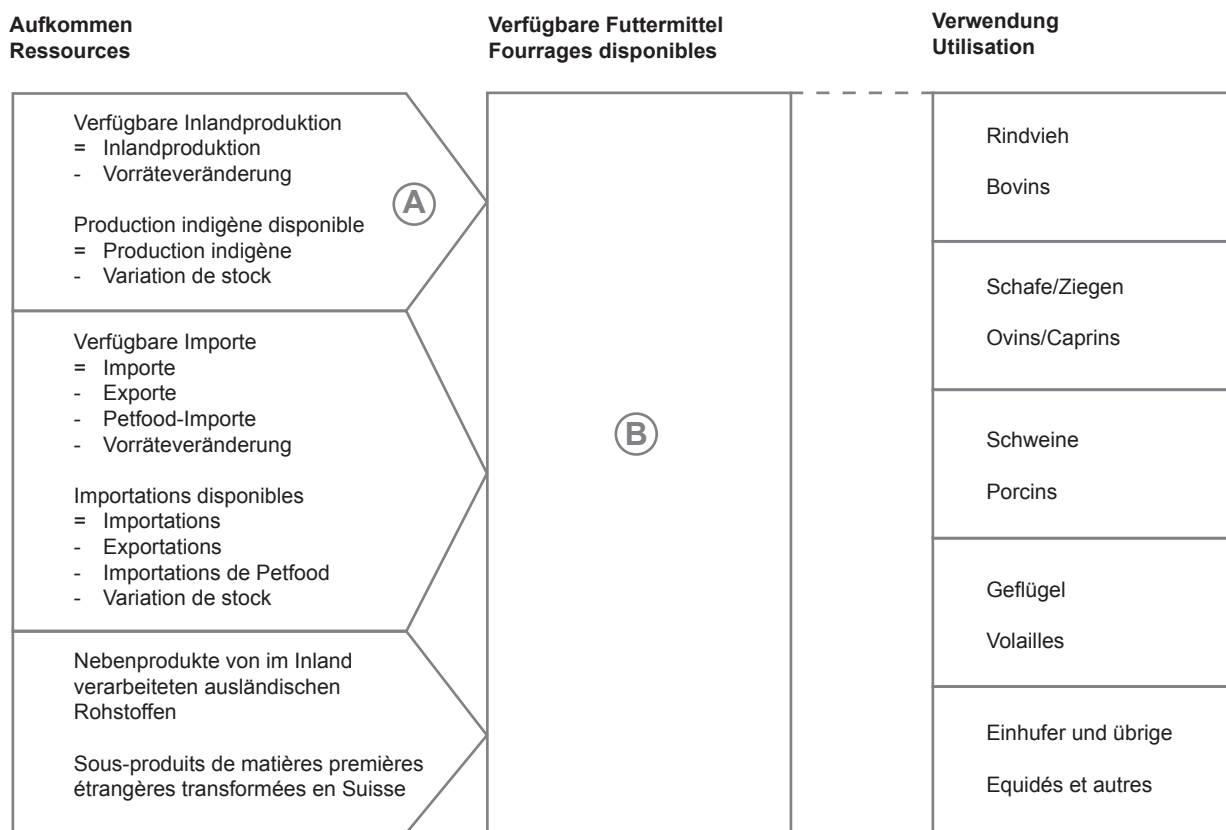 Aufkommen
Ressources
Verfügbare Futtermittel
Fourrages disponibles
Verwendung
Utilisation
Verfügbare Inlandproduktion
= Inlandproduktion
- Vorräteveränderung
Production indigène disponible
= Production indigène
- Variation de stock
A
Verfügbare Importe
= Importe
- Exporte
- Petfood-Importe
- Vorräteveränderung
Importations disponibles
= Importations
- Exportations
- Importations de Petfood
- Variation de stock
Nebenprodukte von im Inland
verarbeiteten ausländischen
Rohstoffen
Sous-produits de matières premières
étrangères transformées en Suisse
B
Rindvieh
Bovins
Schafe/Ziegen
Ovins/Caprins
Schweine
Porcins
Geflügel
Volailles
Einhufer und übrige
Equidés et autres